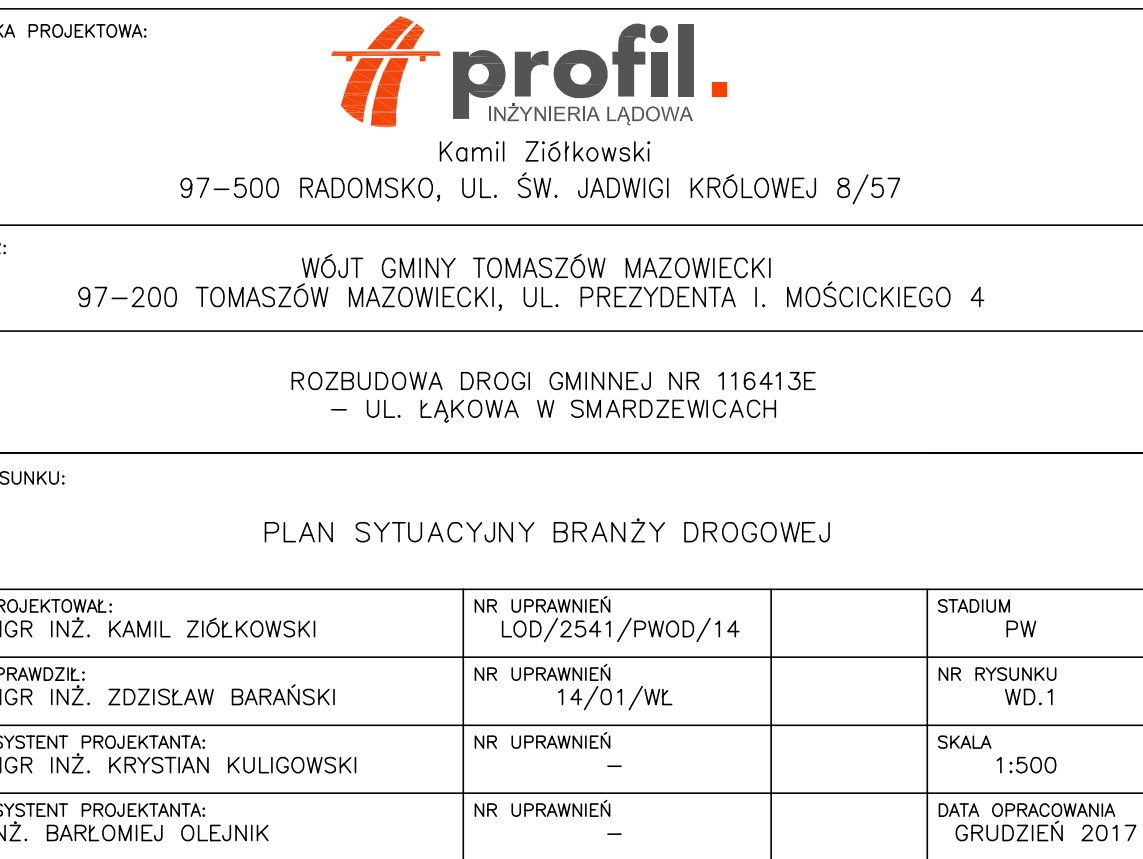 KA PROJEKTOWA:
profil.
INŻYNIERIA LĄDOWA
Kamil Ziółkowski
97-500 RADOMSKO, UL. ŚW. JADWIGI KRÓLOWEJ 8/57
WÓJT GMINY TOMASZÓW MAZOWIECKI
97-200 TOMASZÓW MAZOWIECKI, UL. PREZYDENTA I. MOŚCICKIEGO 4
ROZBUDOWA DROGI GMINNEJ NR 116413E
- UL. ŁĄKOWA W SMARDZEWICACH
SUNKU:
PLAN SYTUACYJNY BRANŻY DROGOWEJ
ROJEKTOWAŁ: NR UPRAWNIEŃ STADIUM
GR INŻ. KAMIL ZIÓŁKOWSKI LOD/2541/PWOD/14 PW
PRAWDZIŁ: NR UPRAWNIEŃ NR RYSUNKU
GR INŻ. ZDZISŁAW BARAŃSKI 14/01/WŁ WD.1
SYSTENT PROJEKTANTA: NR UPRAWNIEŃ SKALA
GR INŻ. KRYSTIAN KULIGOWSKI - 1:500
SYSTENT PROJEKTANTA: NR UPRAWNIEŃ DATA OPRACOWANIA
NŻ. BARŁOMIEJ OLEJNIK - GRUDZIEŃ 2017